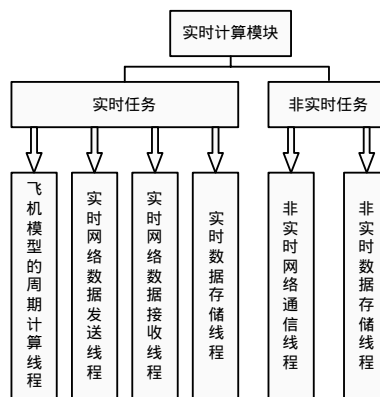 实时计算模块
实时任务
非实时任务
飞机模型的周期计算线程
实时网络数据发送线程
实时网络数据接收线程
实时数据存储线程
非实时网络通信线程
非实时数据存储线程